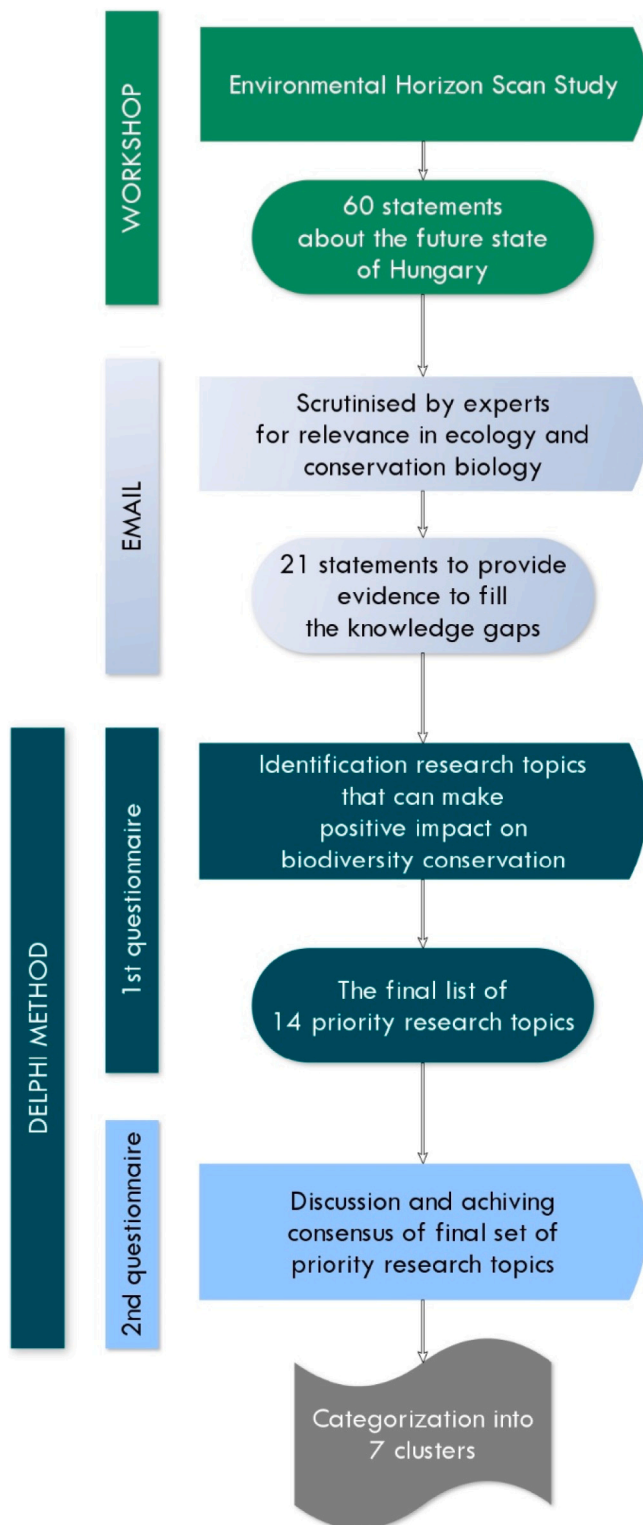 WORKSHOP
Environmental Horizon Scan Study
60 statements
about the future state
of Hungary
EMAIL
Scrutinised by experts
for relevance in ecology and
conservation biology
21 statements to provide
evidence to fill
the knowledge gaps
DELPHI METHOD
1st questionnaire
Identification research topics
that can make
positive impact on
biodiversity conservation
The final list of
14 priority research topics
2nd questionnaire
Discussion and achiving
consensus of final set of
priority research topics
Categorization into
7 clusters